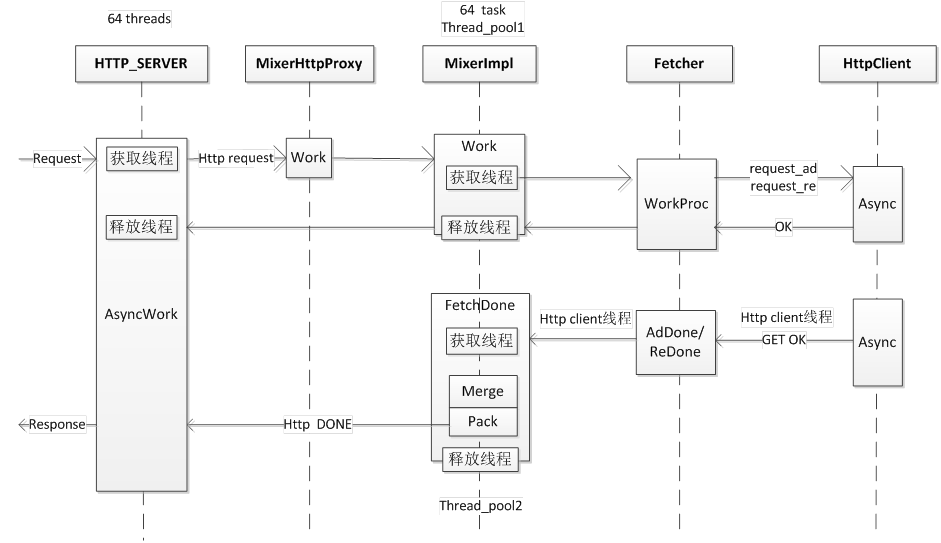 64 threads
64 task
Thread_pool1
HTTP_SERVER
MixerHttpProxy
MixerImpl
Fetcher
HttpClient
Request
获取线程
Http request
Work
Work
获取线程
request_ad
request_re
WorkProc
Async
释放线程
释放线程
OK
AsyncWork
FetchDone
Http client线程
Http client线程
获取线程
AdDone/
ReDone
GET OK
Async
Merge
Response
Http DONE
Pack
释放线程
Thread_pool2